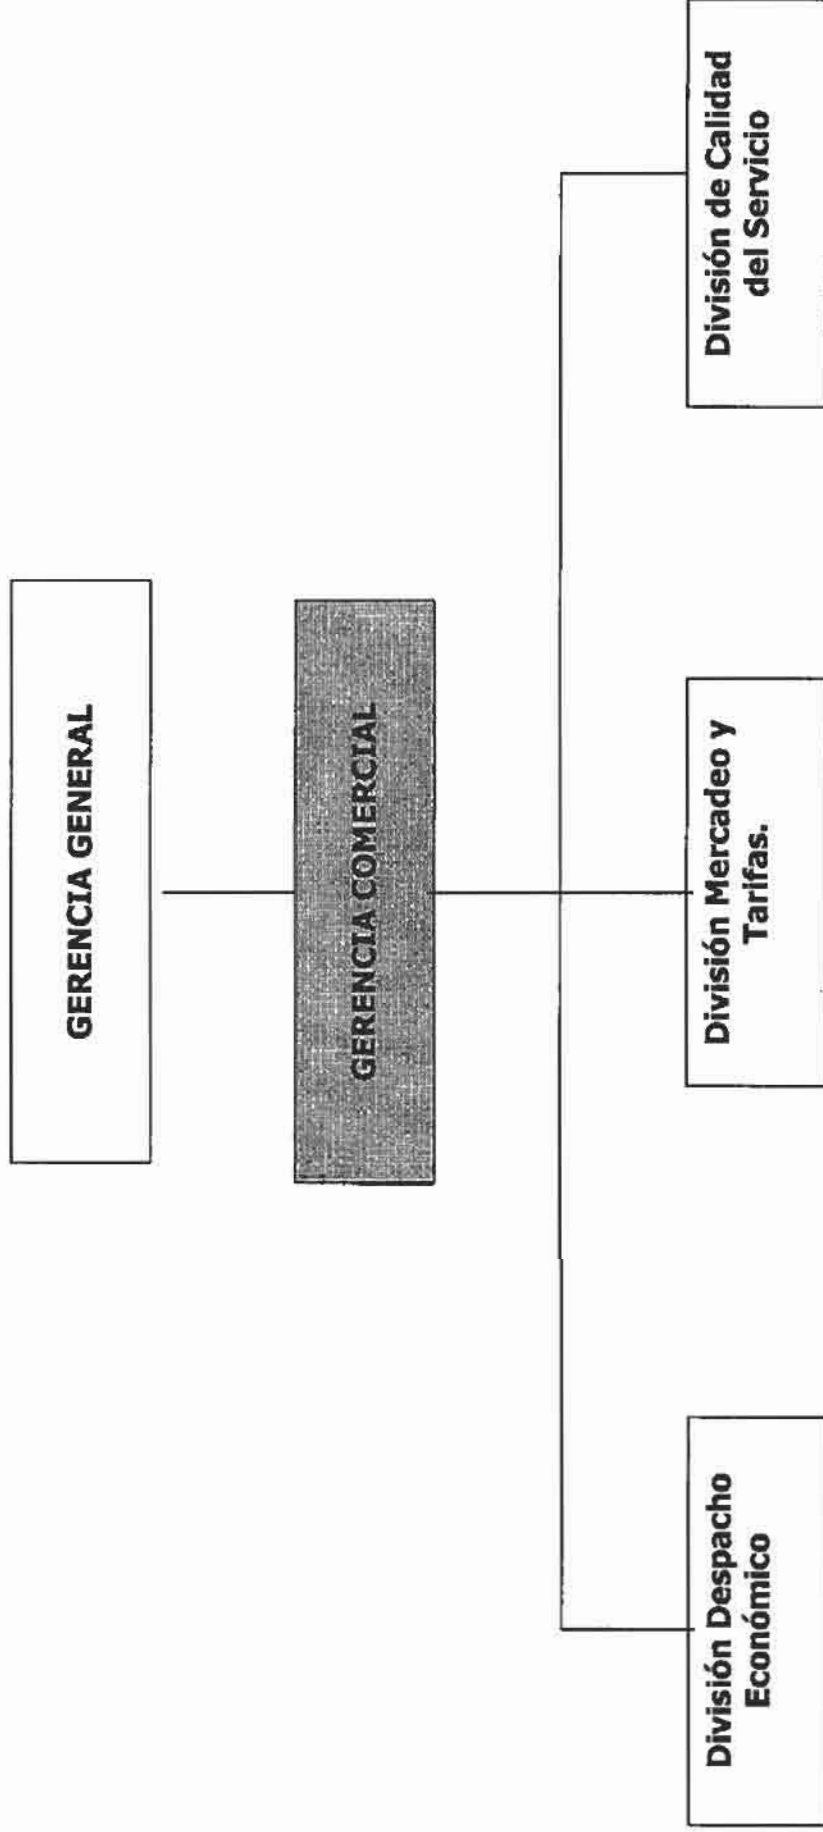 GERENCIA GENERAL
GERENCIA COMERCIAL
División Despacho
Económico
División Mercadeo y
Tarifas.
División de Calidad
del Servicio